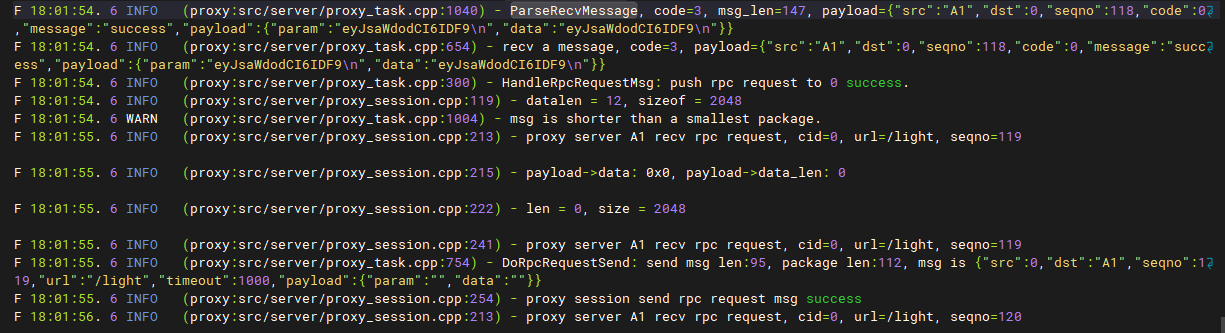 F 18:01:54. 6 INFO   (proxy:src/server/proxy_task.cpp:1040) - ParseRecvMessage, code=3, msg_len=147, payload={"src":"A1","dst":0,"seqno":118,"code":0
,"message":"success","payload":{"param":"eyJsaWdodCI6IDF9\n","data":"eyJsaWdodCI6IDF9\n"}}
F 18:01:54. 6 INFO   (proxy:src/server/proxy_task.cpp:654) - recv a message, code=3, payload={"src":"A1","dst":0,"seqno":118,"code":0,"message":"succ
ess","payload":{"param":"eyJsaWdodCI6IDF9\n","data":"eyJsaWdodCI6IDF9\n"}}
F 18:01:54. 6 INFO   (proxy:src/server/proxy_task.cpp:300) - HandleRpcRequestMsg: push rpc request to 0 success.
F 18:01:54. 6 INFO   (proxy:src/server/proxy_session.cpp:119) - datalen = 12, sizeof = 2048
F 18:01:54. 6 WARN   (proxy:src/server/proxy_task.cpp:1004) - msg is shorter than a smallest package.
F 18:01:55. 6 INFO   (proxy:src/server/proxy_session.cpp:213) - proxy server A1 recv rpc request, cid=0, url=/light, seqno=119
F 18:01:55. 6 INFO   (proxy:src/server/proxy_session.cpp:215) - payload->data: 0x0, payload->data_len: 0
F 18:01:55. 6 INFO   (proxy:src/server/proxy_session.cpp:222) - len = 0, size = 2048
F 18:01:55. 6 INFO   (proxy:src/server/proxy_session.cpp:241) - proxy server A1 recv rpc request, cid=0, url=/light, seqno=119
F 18:01:55. 6 INFO   (proxy:src/server/proxy_task.cpp:754) - DoRpcRequestSend: send msg len:95, package len:112, msg is {"src":0,"dst":"A1","seqno":1
19,"url":"/light","timeout":1000,"payload":{"param":"","data":""}}
F 18:01:55. 6 INFO   (proxy:src/server/proxy_session.cpp:254) - proxy session send rpc request msg success
F 18:01:56. 6 INFO   (proxy:src/server/proxy_session.cpp:213) - proxy server A1 recv rpc request, cid=0, url=/light, seqno=120